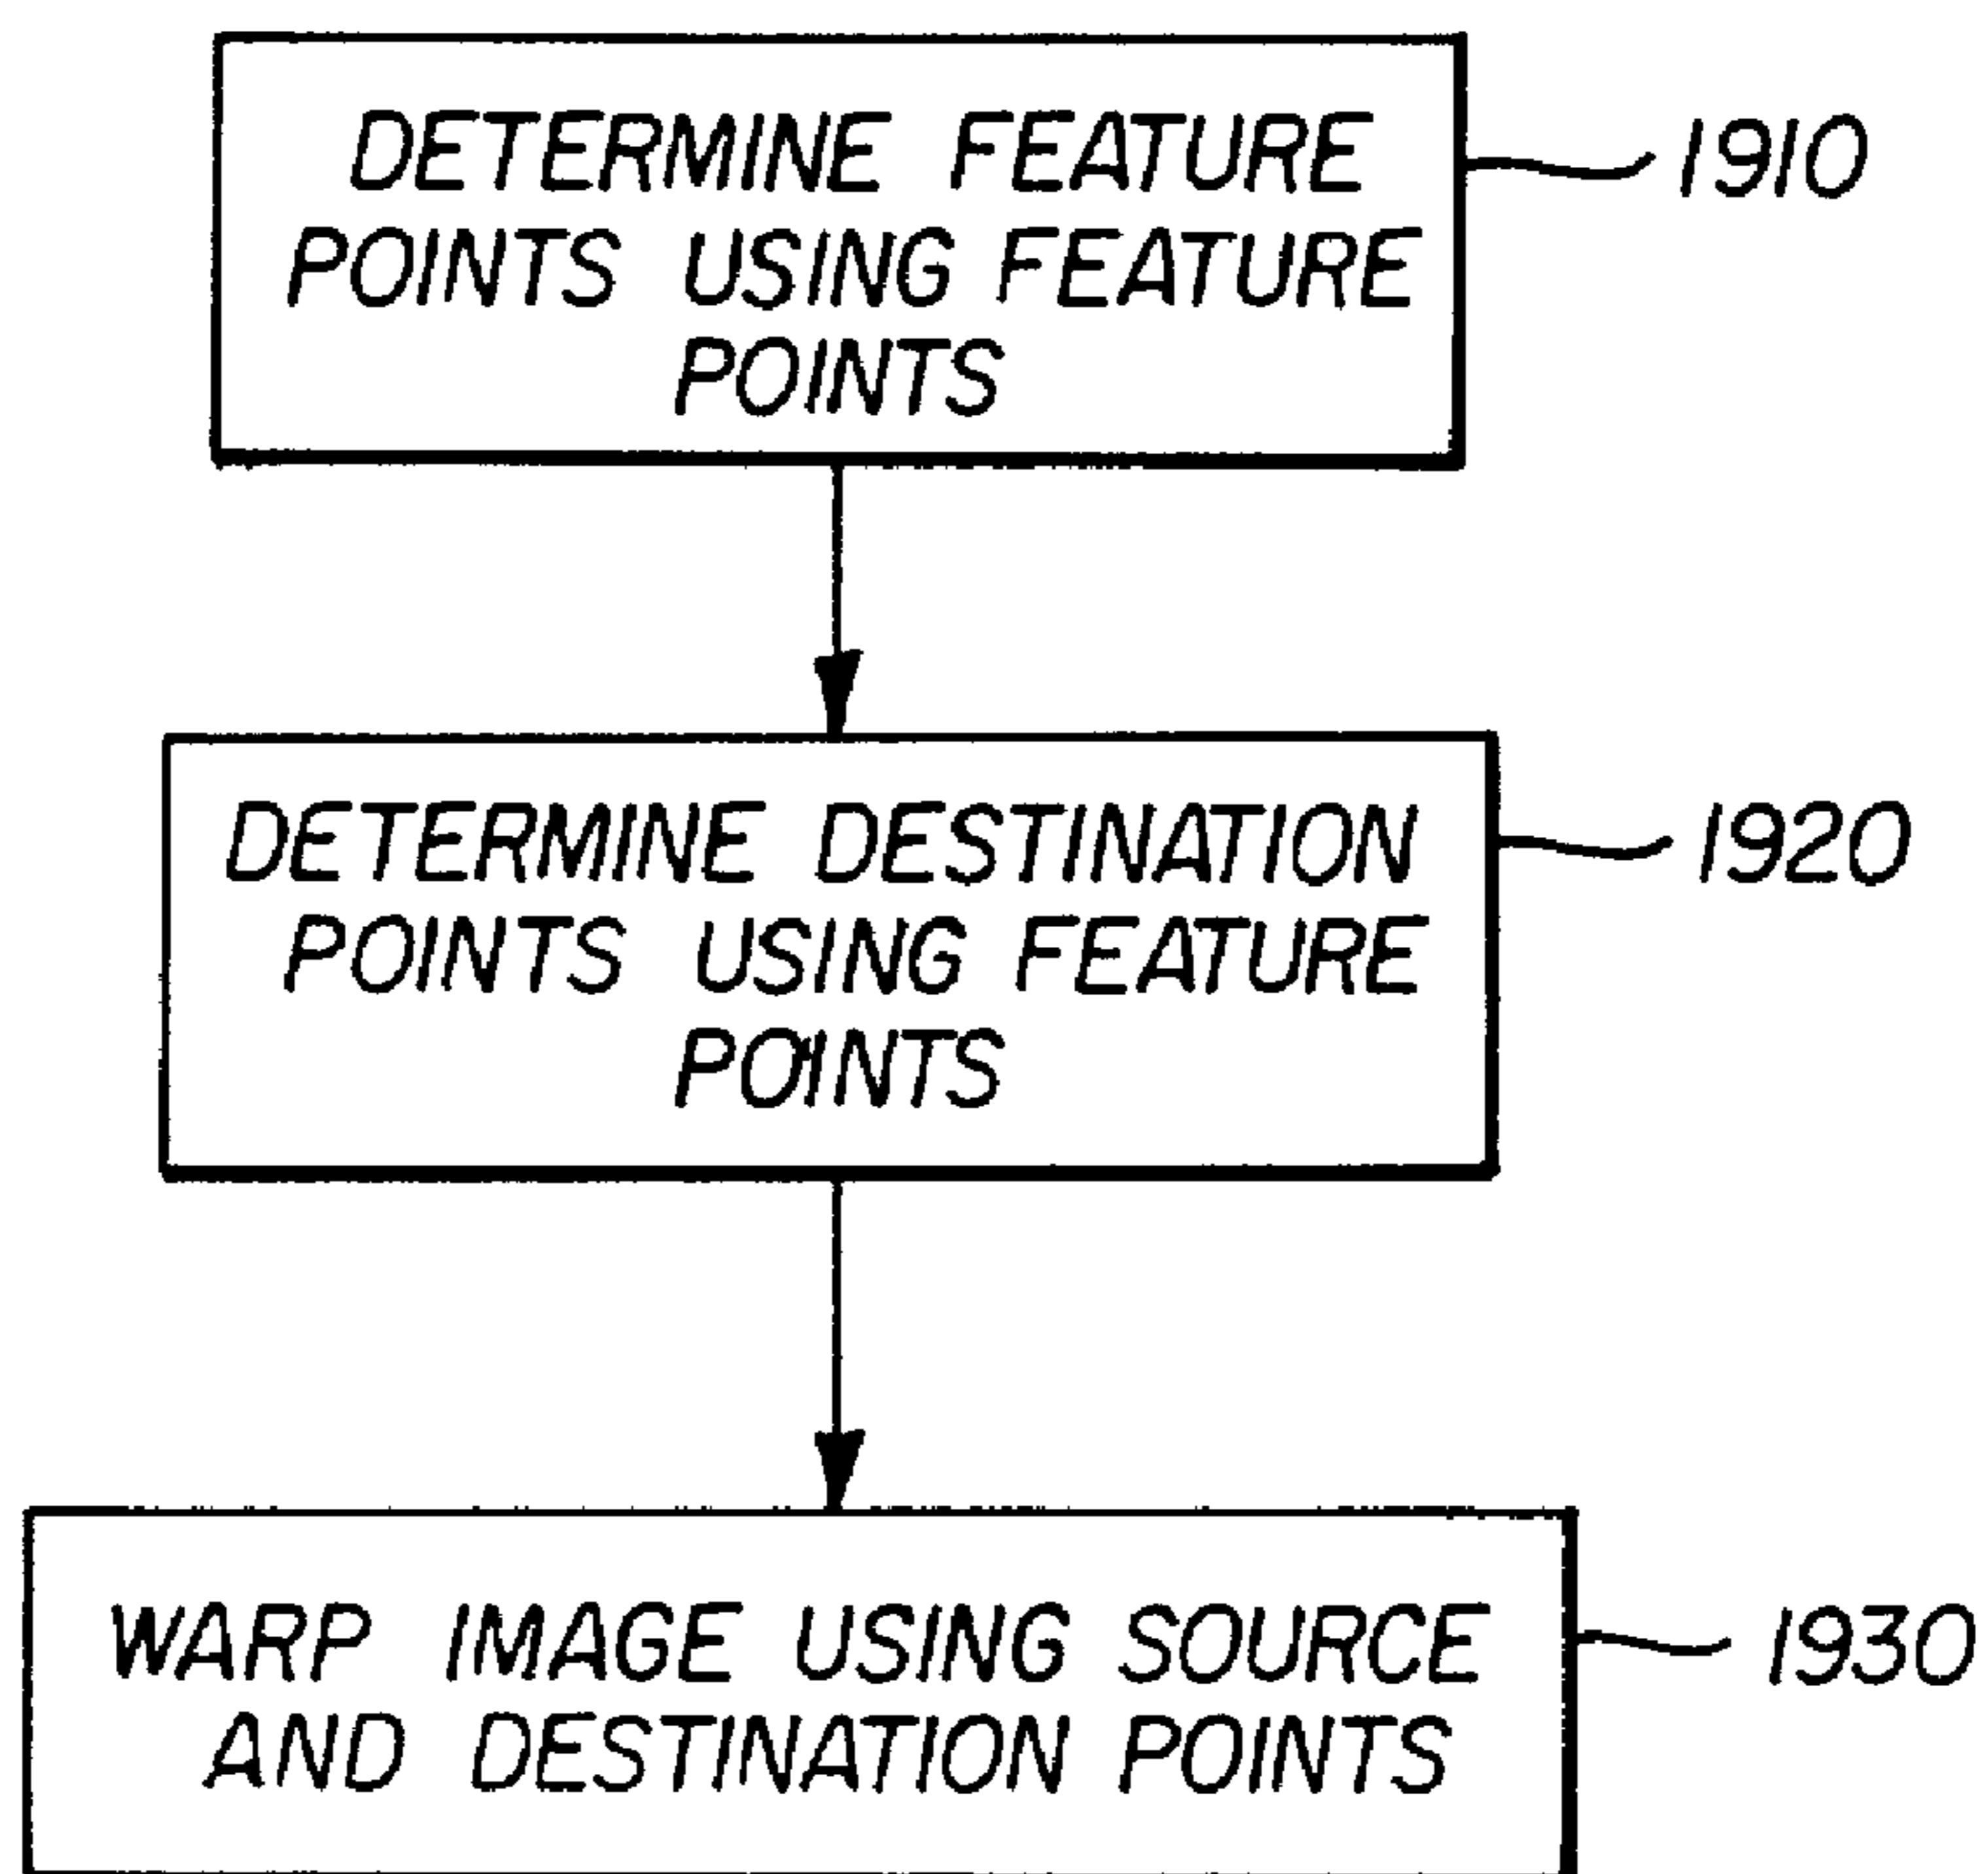 DETERMINE FEATURE
POINTS USING FEATURE
POINTS
1910
DETERMINE DESTINATION
POINTS USING FEATURE
POINTS
1920
WARP IMAGE USING SOURCE
AND DESTINATION POINTS
1930